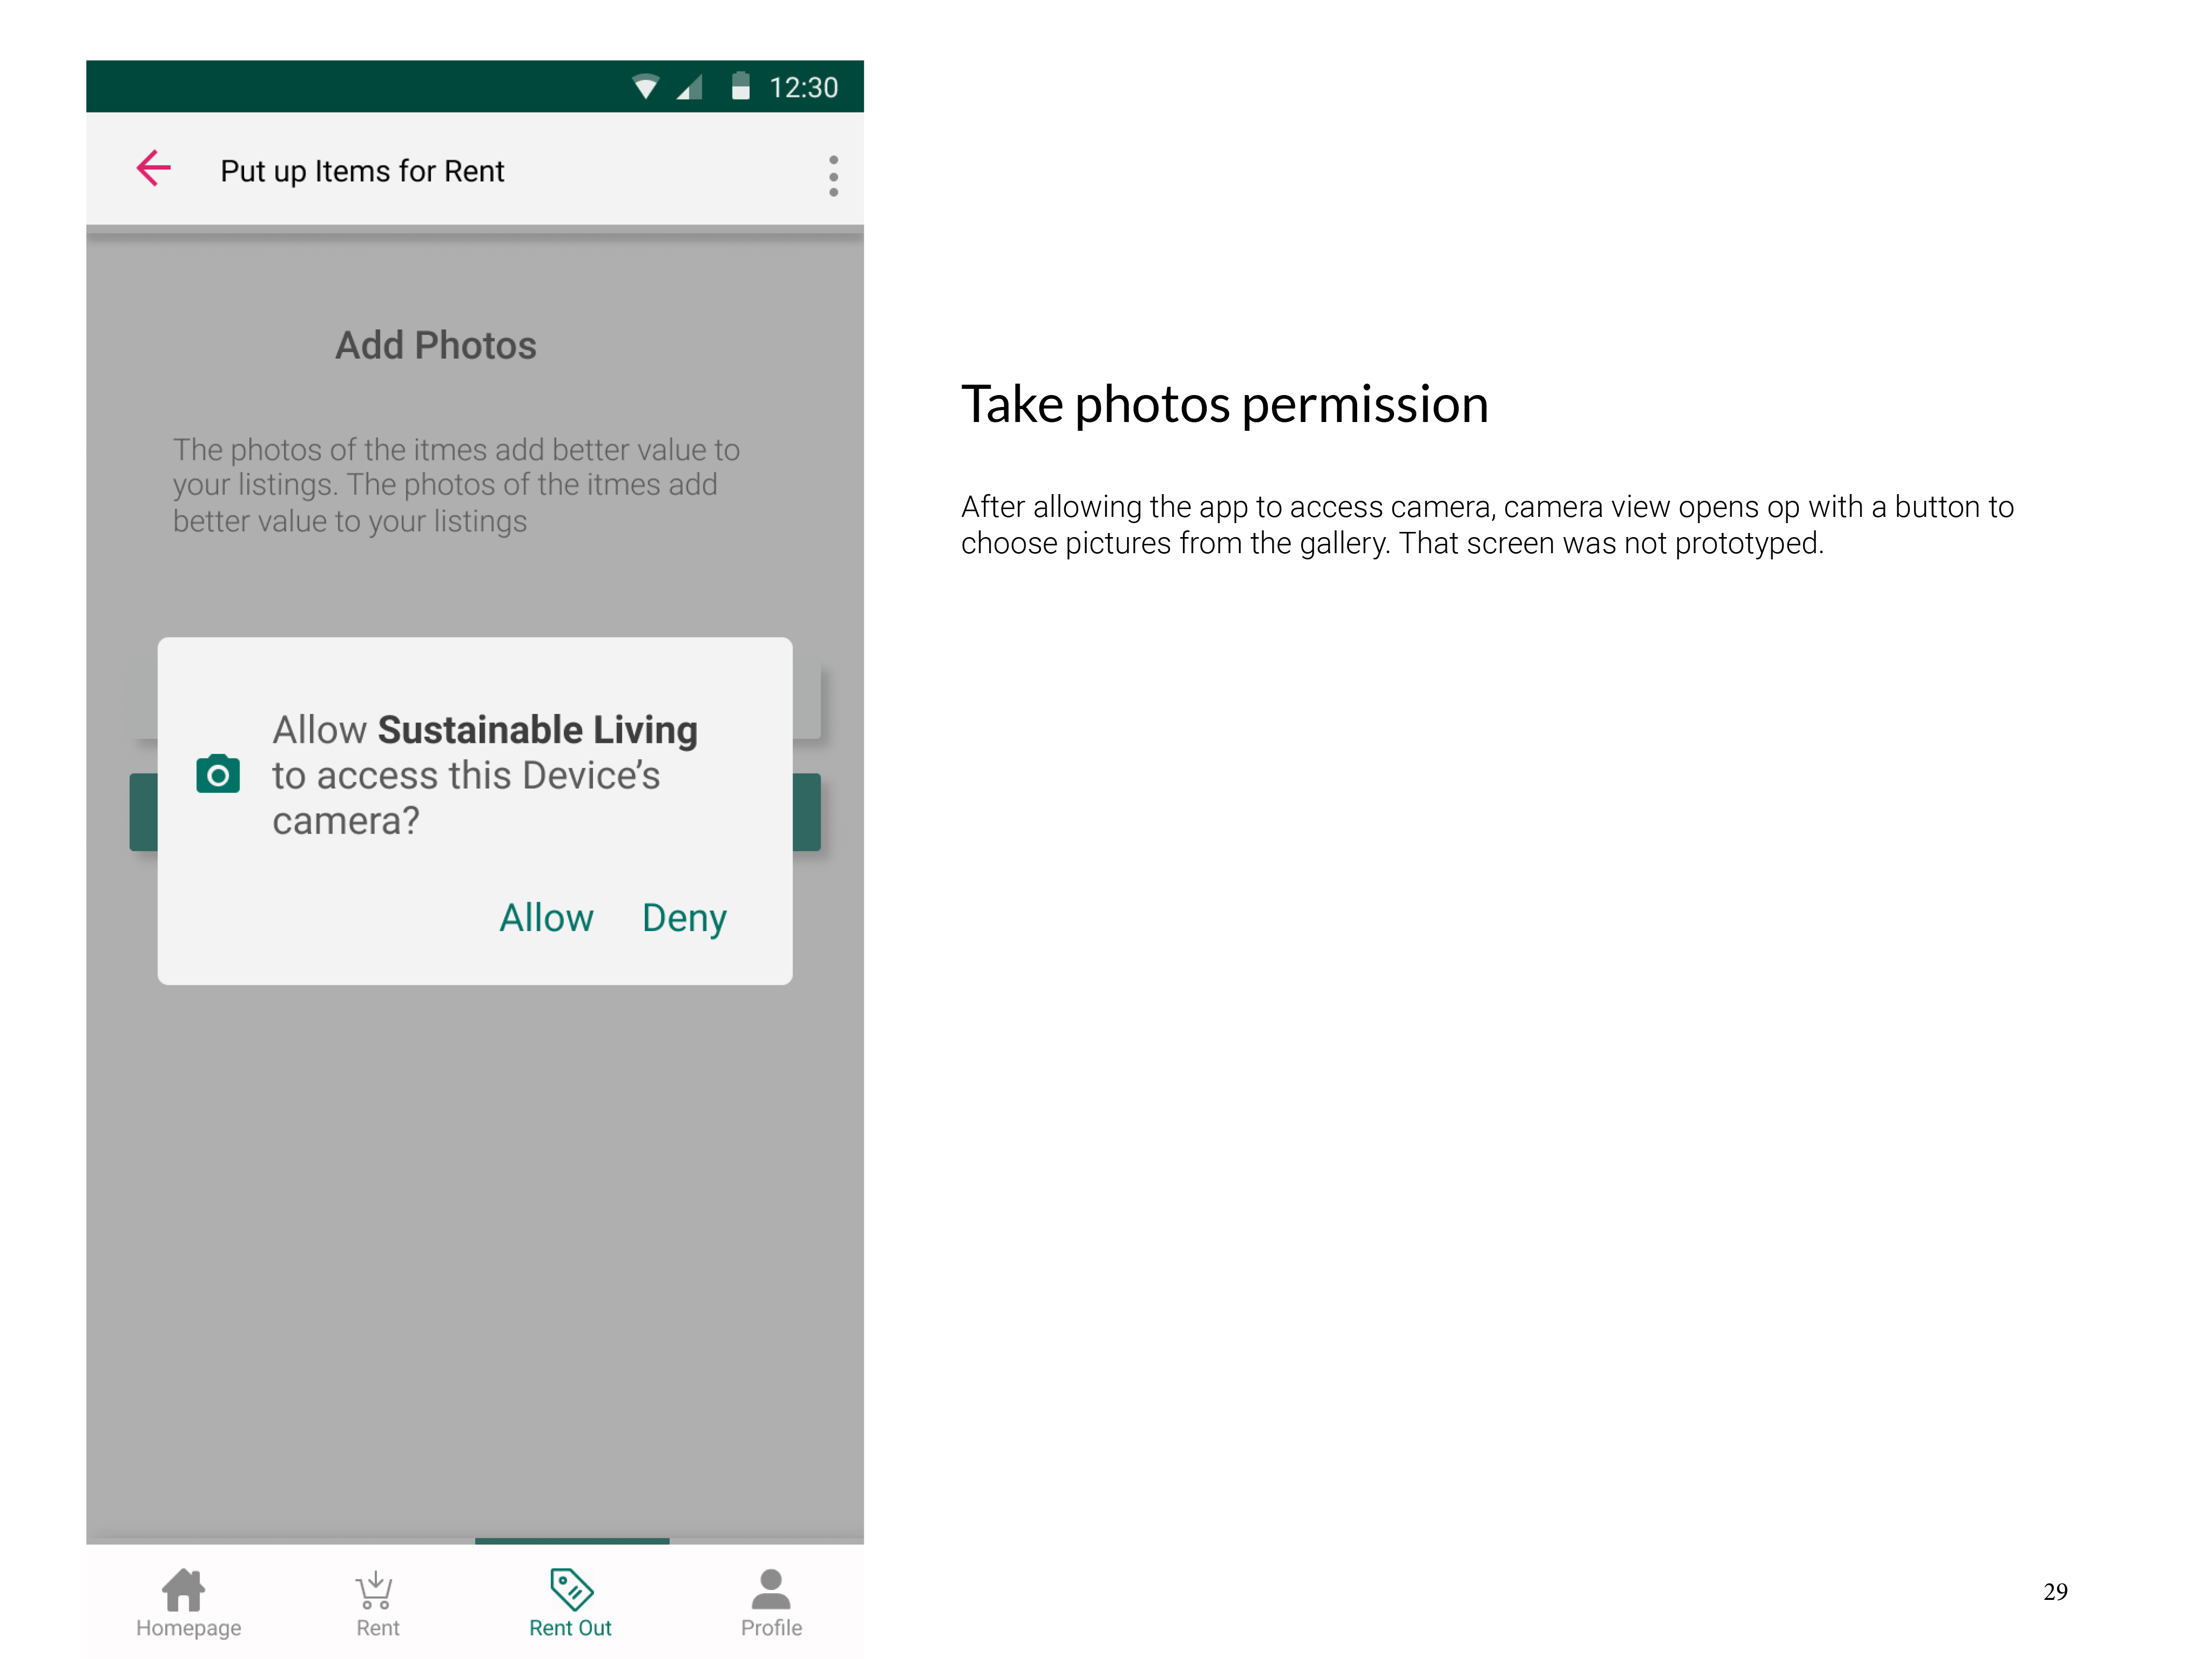 12:30
Put up Items for Rent
Add Photos
The photos of the itmes add better value to
your listings. The photos of the itmes add
better value to your listings
Allow Sustainable Living
to access this Device’s
camera?
Allow Deny
Homepage Rent Rent Out Profile
Take photos permission
After allowing the app to access camera, camera view opens op with a button to
choose pictures from the gallery. That screen was not prototyped.
29